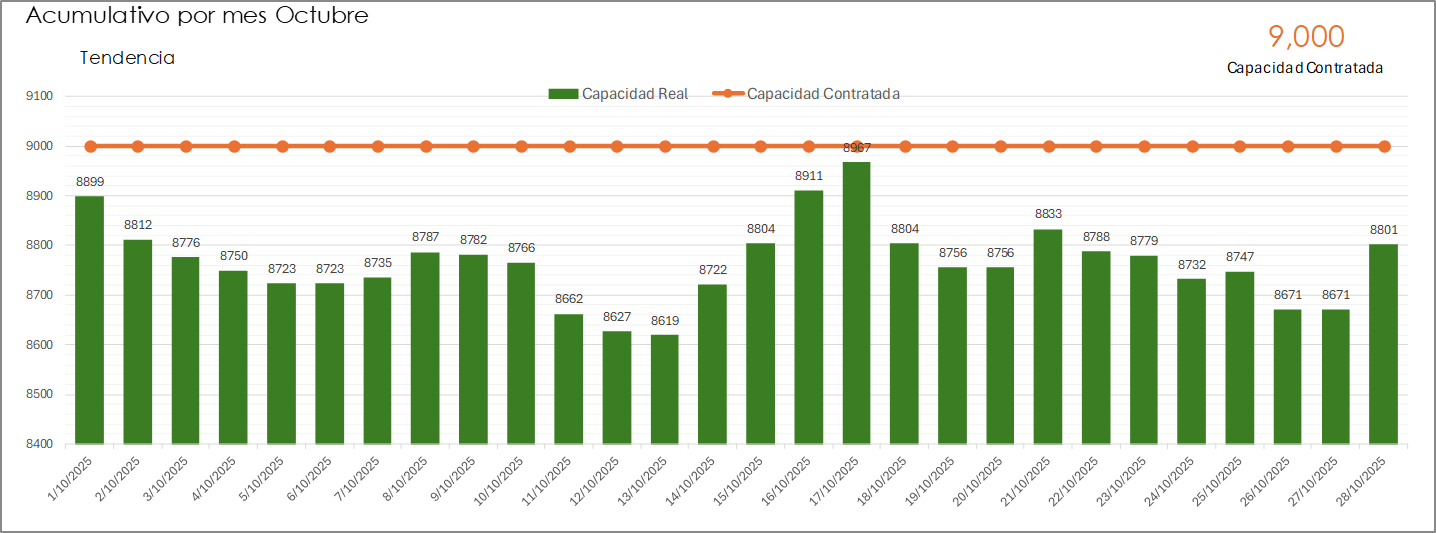 Acumulativo por mes Octubre
9,000
Tendencia
Capacidad Contratada
Capacidad Real Capacidad Contratada
9100
9000
8900
8800
8700
8600
8500
8400
8899 8812 8776 8750 8723 8723 8735 8787 8782 8766 8662 8627 8619 8722 8804 8911 8967 8804 8756 8756 8833 8788 8779 8732 8747 8671 8671 8801
1/10/2025 2/10/2025 3/10/2025 4/10/2025 5/10/2025 6/10/2025 7/10/2025 8/10/2025 9/10/2025 10/10/2025 11/10/2025 12/10/2025 13/10/2025 14/10/2025 15/10/2025 16/10/2025 17/10/2025 18/10/2025 19/10/2025 20/10/2025 21/10/2025 22/10/2025 23/10/2025 24/10/2025 25/10/2025 26/10/2025 27/10/2025 28/10/2025